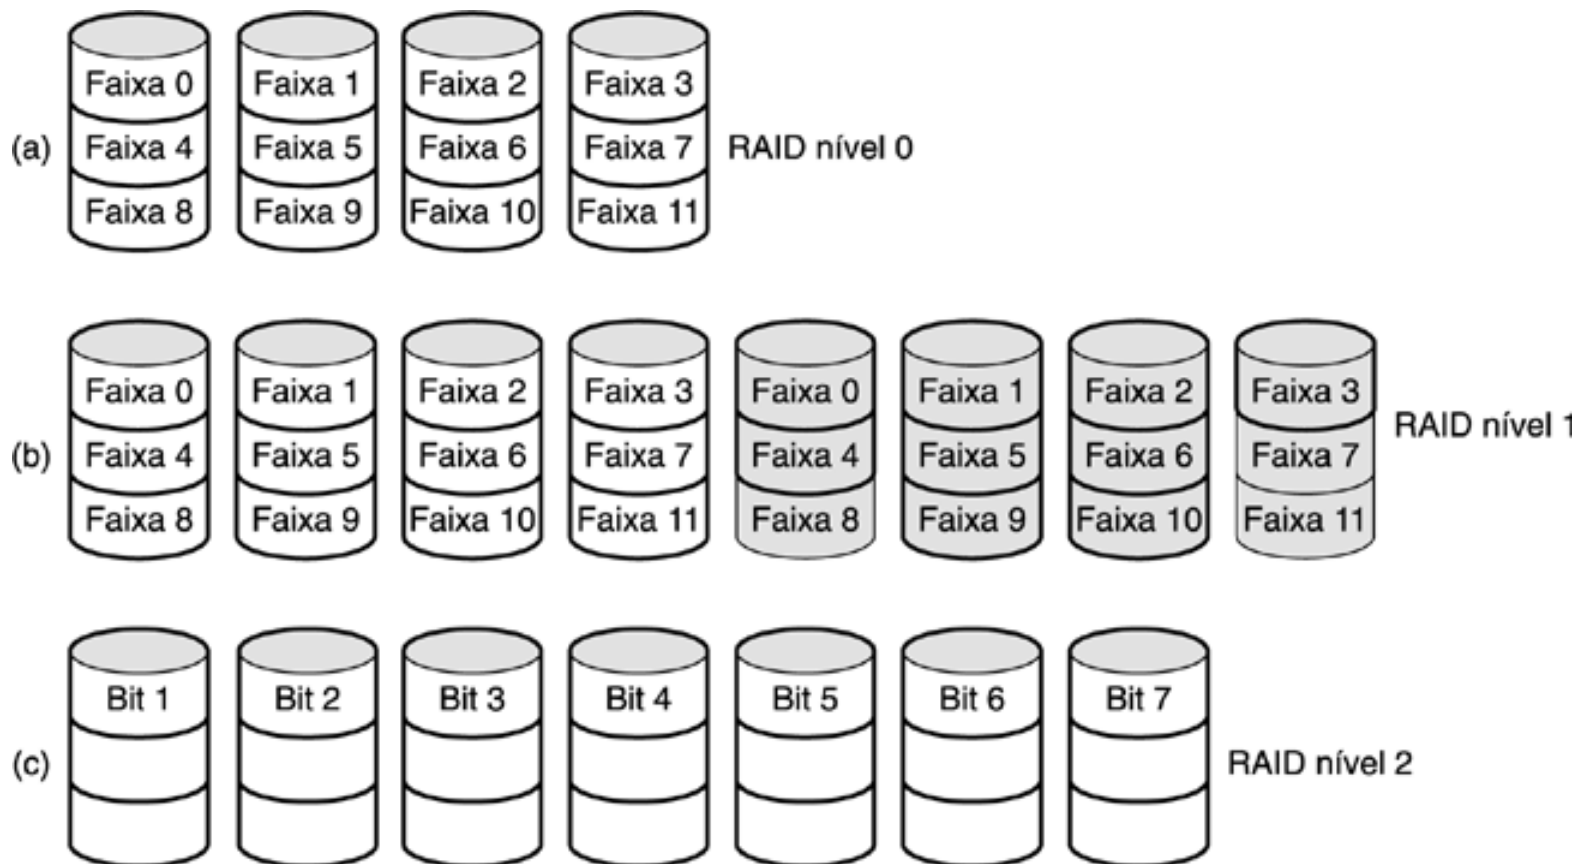 Faixa 0 Faixa 1 Faixa 2 Faixa 3
(a) Faixa 4 Faixa 5 Faixa 6 Faixa 7 RAID nível 0
Faixa 8 Faixa 9 Faixa 10 Faixa 11
Faixa 0 Faixa 1 Faixa 2 Faixa 3 Faixa 0 Faixa 1 Faixa 2 Faixa 3
RAID nível 1
(b) Faixa 4 Faixa 5 Faixa 6 Faixa 7 Faixa 4 Faixa 5 Faixa 6 Faixa 7
Faixa 8 Faixa 9 Faixa 10 Faixa 11 Faixa 8 Faixa 9 Faixa 10 Faixa 11
Bit 1 Bit 2 Bit 3 Bit 4 Bit 5 Bit 6 Bit 7
(c) RAID nível 2